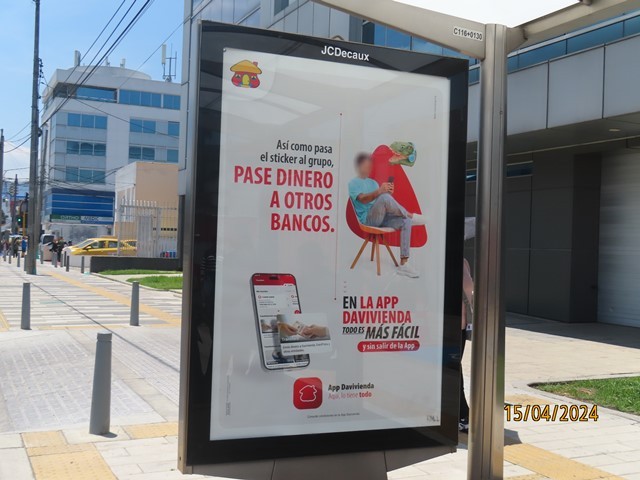 C116+0130
JCDecaux
Así como pasa
el sticker al grupo,
PASE DINERO
A OTROS
BANCOS.
EN LA APP
DAVIVIENDA
TODO ES MÁS FÁCIL
y sin salir de la App
App Davivienda
Aquí, lo tiene todo
15/04/2024